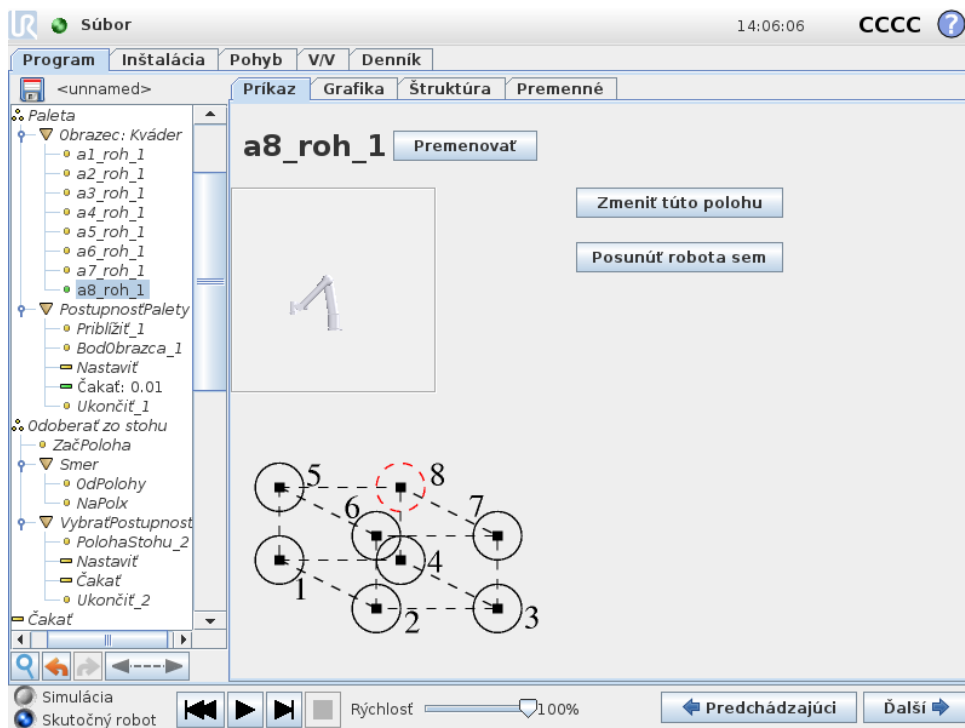 UR Súbor 14:06:06 CCCC ?
Program Inštalácia Pohyb V/V Denník
<unnamed> Príkaz Grafika Štruktúra Premenné
Paleta
Obrazec: Kváder
a1_roh_1
a2_roh_1
a3_roh_1
a4_roh_1
a5_roh_1
a6_roh_1
a7_roh_1
a8_roh_1
PostupnosťPalety
Priblížiť_1
BodObrazca_1
Nastaviť
Čakať: 0.01
Ukončiť_1
Odoberať zo stohu
ZačPoloha
Smer
OdPolohy
NaPolx
VybraťPostupnost
PolohaStohu_2
Nastaviť
Čakať
Ukončiť_2
Čakať
a8_roh_1 Premenovať
Zmeniť túto polohu
Posunúť robota sem
5 8
6 7
1 4
2 3
Simulácia
Skutočný robot
Rýchlosť 100%
Predchádzajúci Ďalší